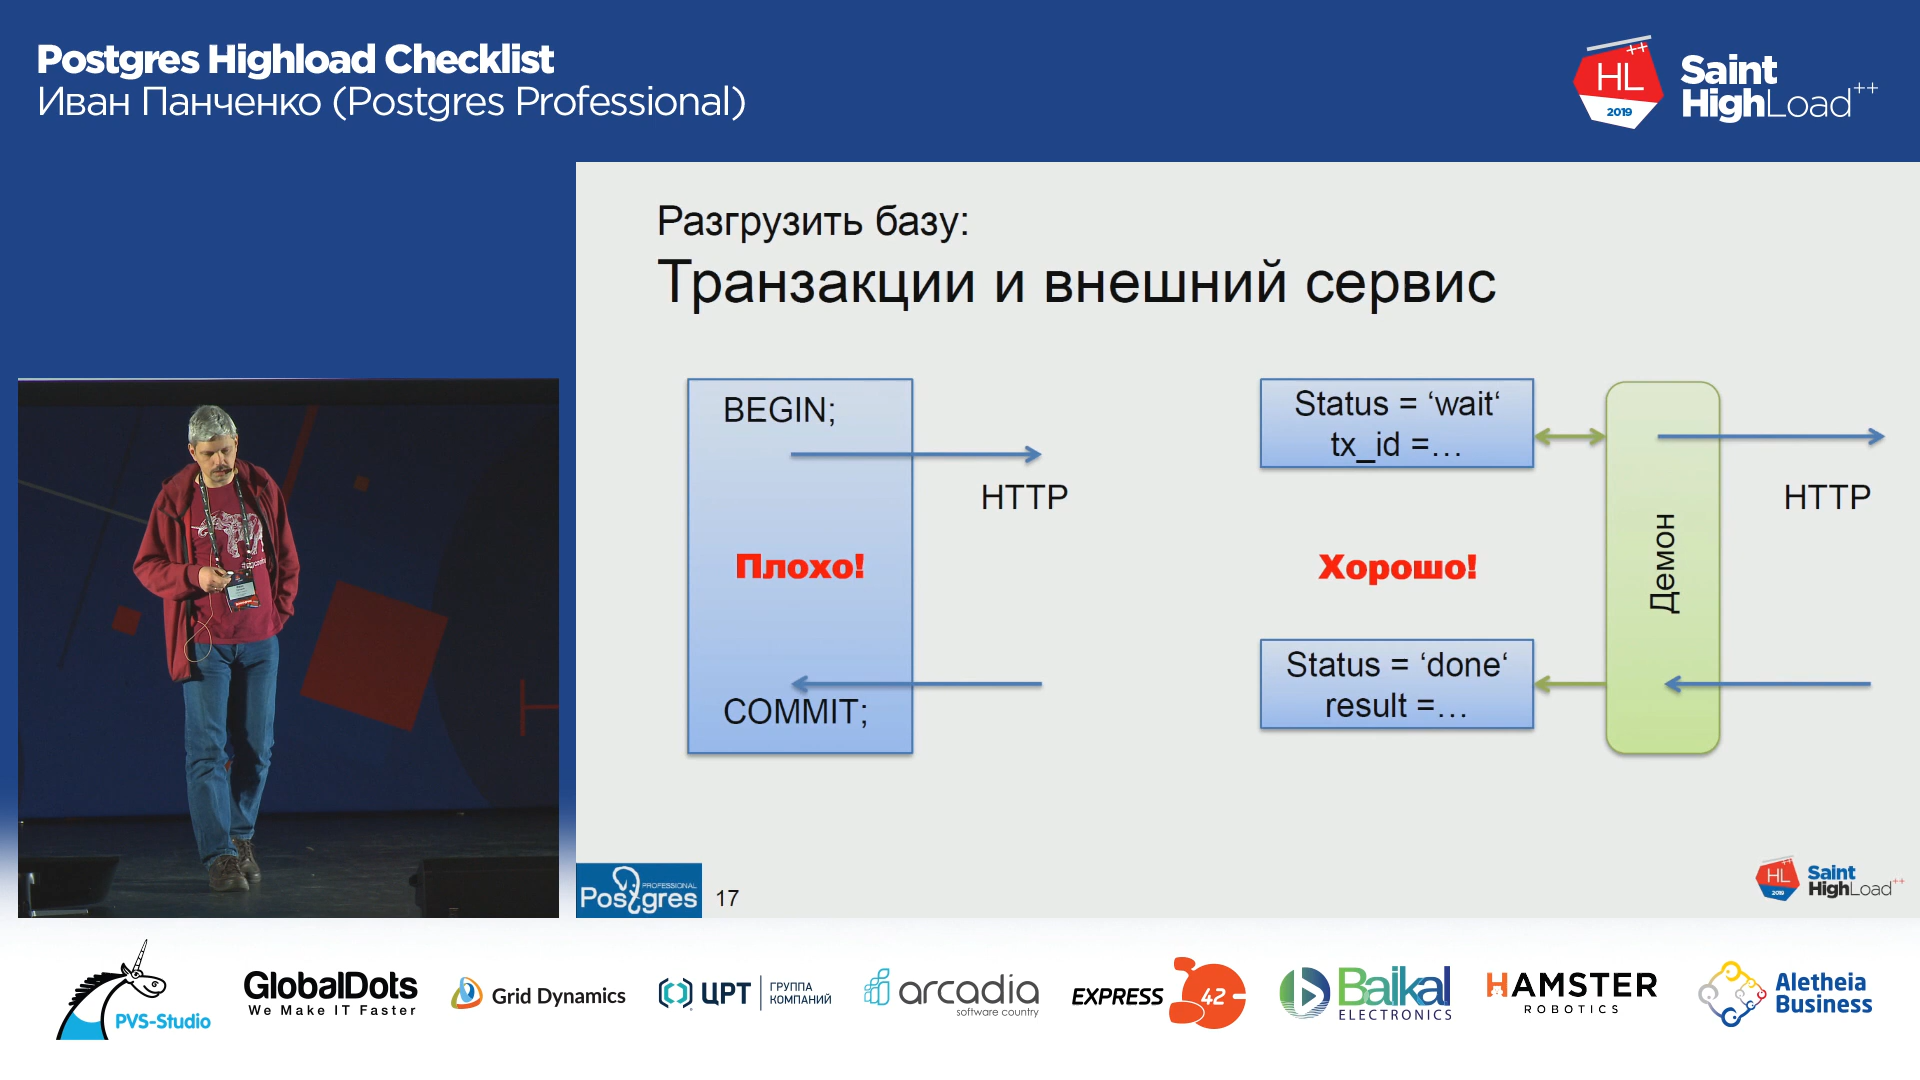 Postgres Highload Checklist
Иван Панченко (Postgres Professional)
HL ++
2019
Saint
HighLoad++
Разгрузить базу:
Транзакции и внешний сервис
BEGIN;
HTTP
Плохо!
COMMIT;
Status = ‘wait‘
tx_id =…
HTTP
Хорошо!
Демон
Status = ‘done‘
result =…
PROFESSIONAL
Postgres
17
HL ++
2019
Saint
HighLoad++
PVS-Studio
GlobalDots
We Make IT Faster
Grid Dynamics
ЦРТ
ГРУППА
КОМПАНИЙ
arcadia
software country
EXPRESS 42
Baikal
ELECTRONICS
HAMSTER
ROBOTICS
Aletheia
Business